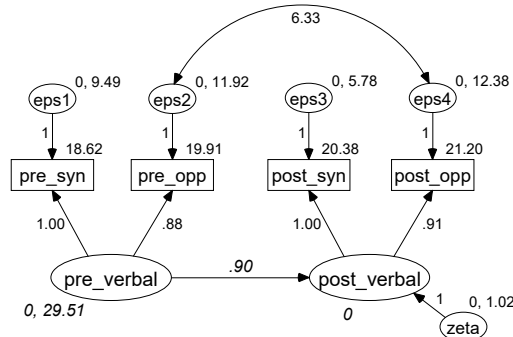 6.33
0, 9.49
0, 11.92
0, 5.78
0, 12.38
eps1
eps2
eps3
eps4
1
1
1
1
18.62
19.91
20.38
21.20
pre_syn
pre_opp
post_syn
post_opp
1.00
.88
1.00
.91
.90
pre_verbal
post_verbal
0, 29.51
0
1
0, 1.02
zeta